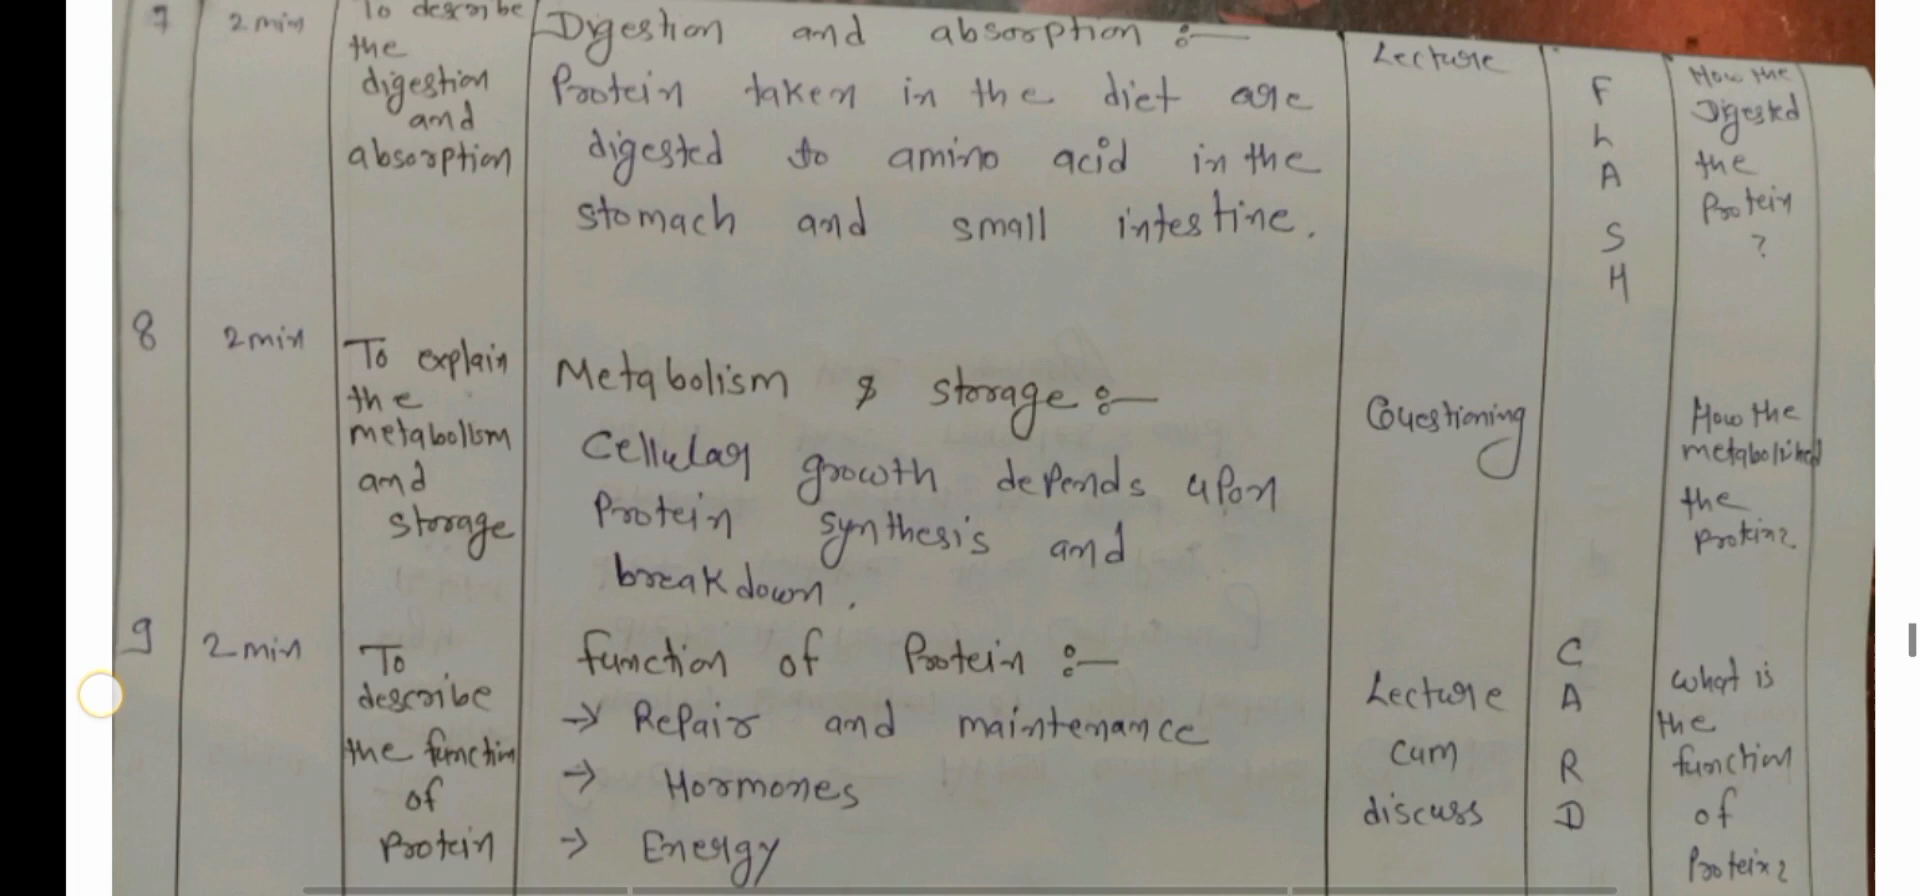 7
2 min
To describe
the
digestion
and
absorption
Digestion and absorption :-
Protein taken in the diet are
digested to amino acid in the
stomach and small intestine.
Lecture
F
L
A
S
H
How the
Digested
the
Protein
?
8
2 min
To explain
the
metabolism
and
storage
Metabolism & storage :-
Cellular growth depends upon
Protein synthesis and
breakdown.
Questioning
How the
metabolized
the
protein?
9
2 min
To
describe
the function
of
Protein
function of Protein :-
→ Repair and maintenance
→ Hormones
→ Energy
Lecture
cum
discuss
C
A
R
D
what is
the
function
of
Protein?